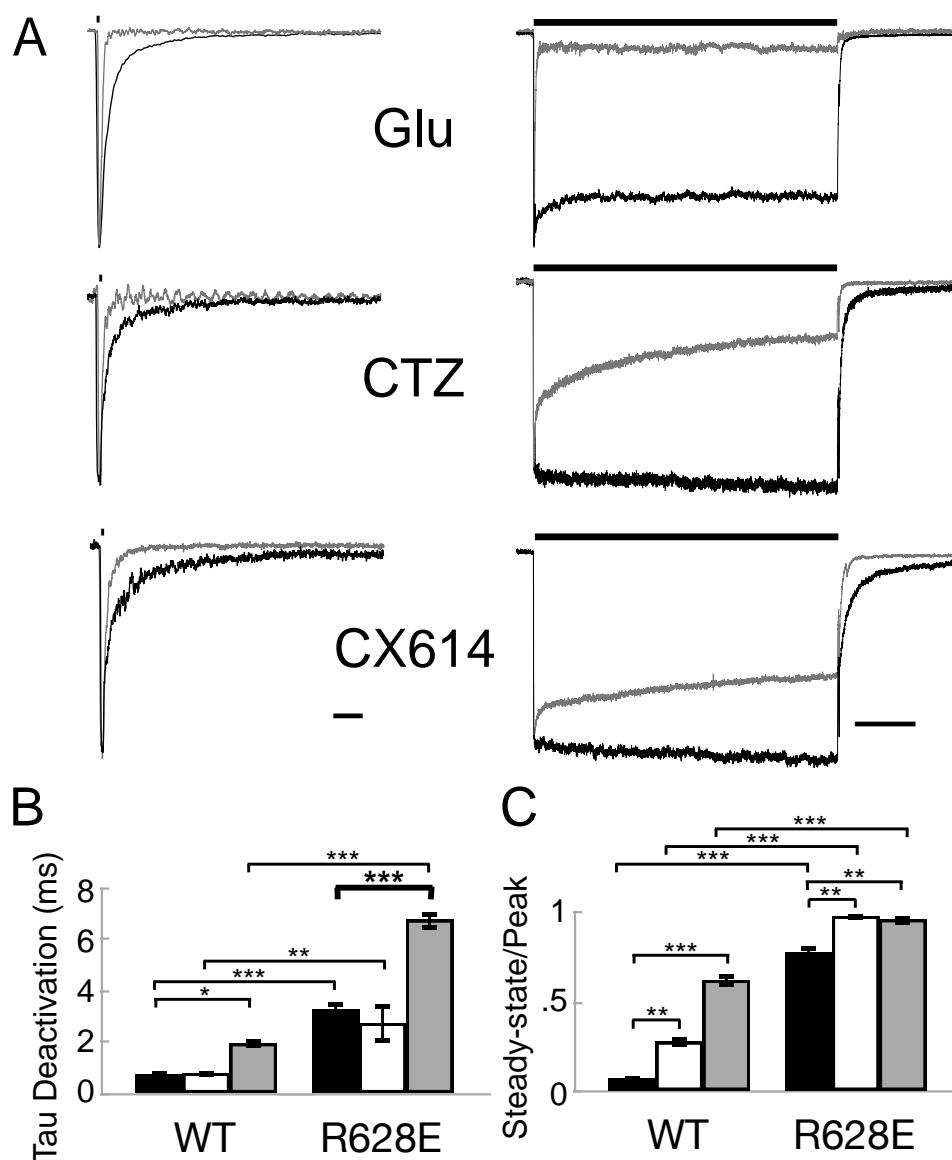 A
Glu
CTZ
CX614
B
Tau Deactivation (ms)
8
6
4
2
0
***
***
**
***
*
WT
R628E
C
Steady-state/Peak
1
.5
0
***
***
***
**
**
***
**
WT
R628E